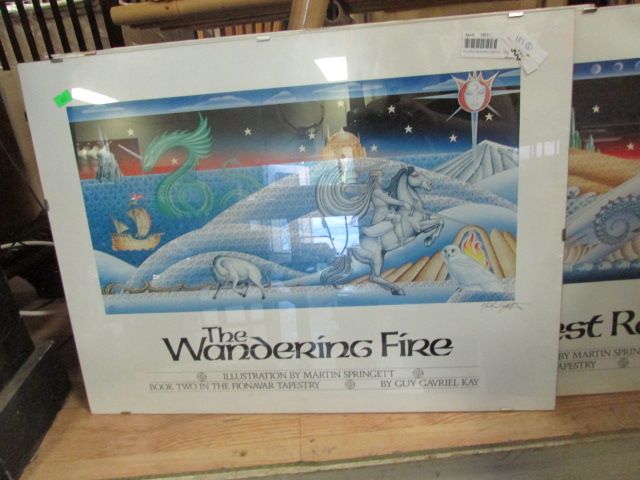 The
Wandering Fire
ILLUSTRATION BY MARTIN SPRINGETT
BOOK TWO IN THE FIONAVAR TAPESTRY BY GUY GAVRIEL KAY
est R
BY MARTIN SPRIN
APESTRY